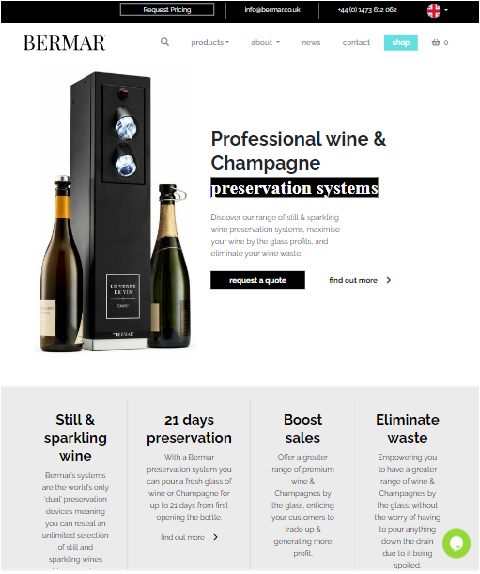 Request Pricing
info@bermar.co.uk
+44(0) 1473 612 062
BERMAR
products
about
news
contact
shop
0
Professional wine &
Champagne
preservation systems
Discover our range of still & sparkling
wine preservation systems, maximise
your wine by the glass profits, and
eliminate your wine waste.
request a quote
find out more
LE VERRE
DE VIN
BERMAR
Still &
sparkling
wine
Bermar's systems
are the world's only
'dual' preservation
devices meaning
you can reseal an
unlimited selection
of still and
sparkling wines
21 days
preservation
With a Bermar
preservation system you
can pour a fresh glass of
wine or Champagne for
up to 21 days from first
opening the bottle.
find out more
Boost
sales
Offer a greater
range of premium
wine &
Champagnes by
the glass, enticing
your customers to
trade up &
generating more
profit.
Eliminate
waste
Empowering you
to have a greater
range of wine &
Champagnes by
the glass, without
the worry of having
to pour anything
down the drain
due to it being
spoiled.